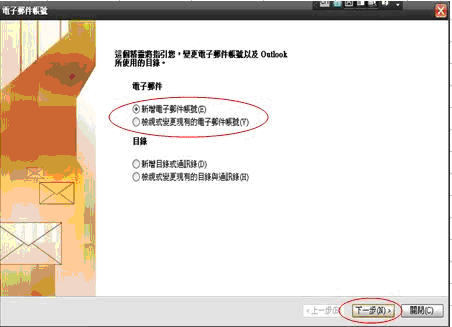 電子郵件帳號
這個精靈將指引您，變更電子郵件帳號以及 Outlook
所使用的目錄。
電子郵件
新增電子郵件帳號(E)
檢視或變更現有的電子郵件帳號(V)
目錄
新增目錄或通訊錄(D)
檢視或變更現有的目錄與通訊錄(H)
<上一步(B) 下一步(N)> 關閉(C)